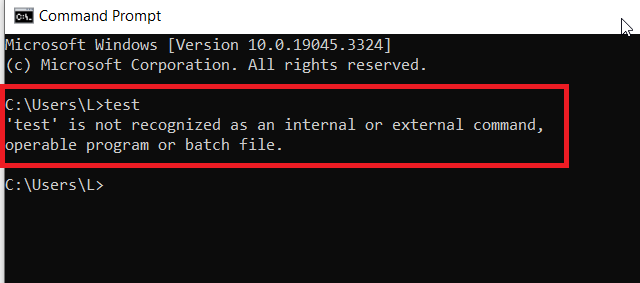 Command Prompt
Microsoft Windows [Version 10.0.19045.3324]
(c) Microsoft Corporation. All rights reserved.
C:\Users\L>test
'test' is not recognized as an internal or external command,
operable program or batch file.
C:\Users\L>